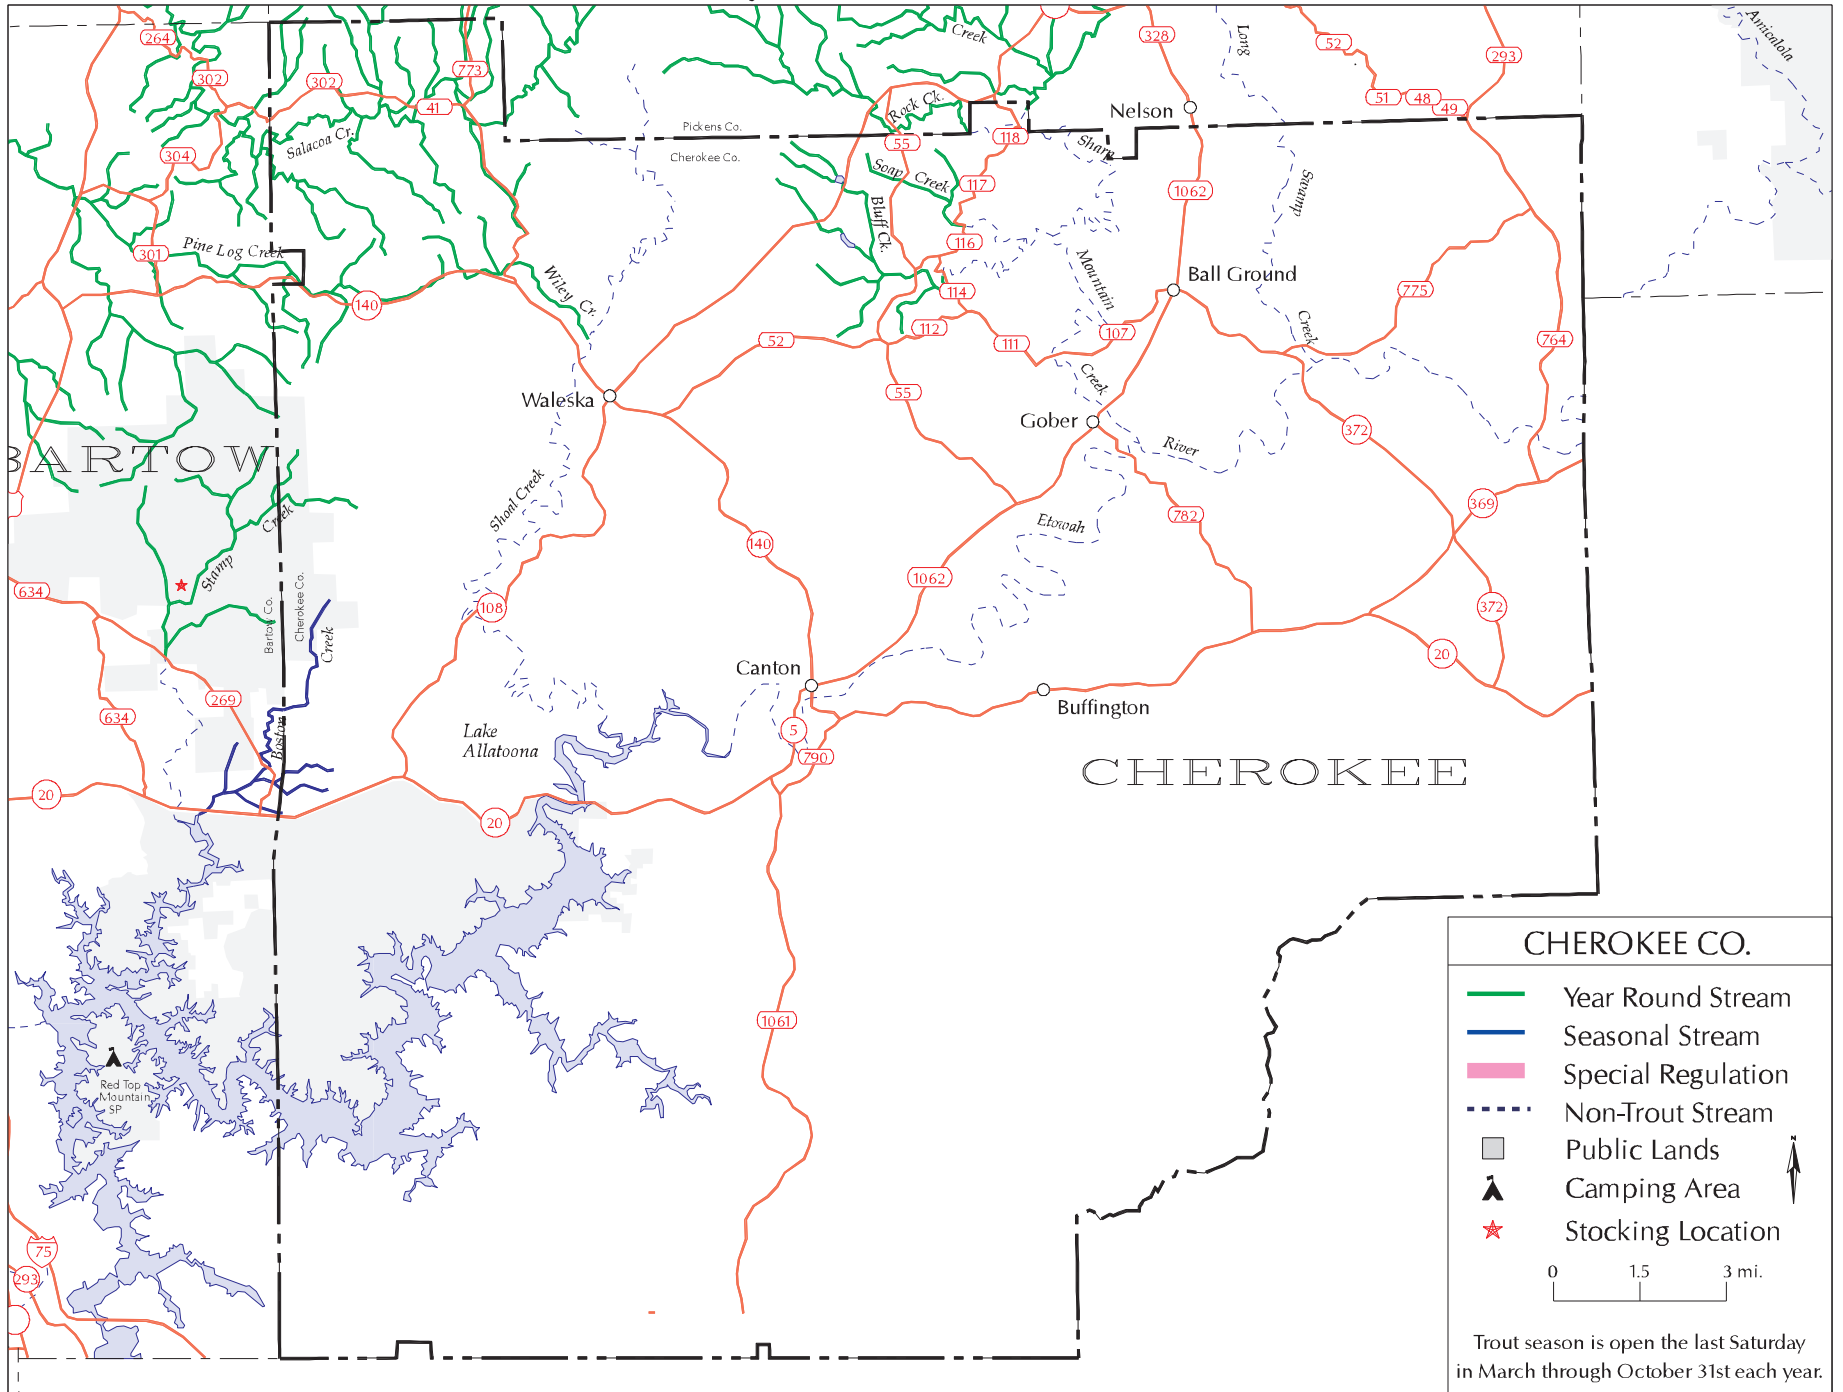 264
302
302
773
41
304
Salacoa Cr.
301
Pine Log Creek
140
Wiley Cr.
Creek
Rock Ck.
55
118
Soap Creek
117
Bluff Ck.
116
114
112
111
107
52
55
Pickens Co.
Cherokee Co.
328
Long
Swamp
Creek
52
51
48
49
293
Amicalola
Nelson
Sharp
Mountain
Creek
1062
Ball Ground
775
764
Waleska
Gober
River
372
369
BARTOW
Stamp
Creek
Shoal Creek
140
Etowah
782
1062
634
108
Bartow Co.
Cherokee Co.
Boston
Creek
372
20
Canton
Buffington
269
634
5
790
Lake
Allatoona
CHEROKEE
20
20
1061
Red Top
Mountain
SP
75
293
CHEROKEE CO.
Year Round Stream
Seasonal Stream
Special Regulation
Non-Trout Stream
Public Lands
Camping Area
Stocking Location
N
0 1.5 3 mi.
Trout season is open the last Saturday
in March through October 31st each year.